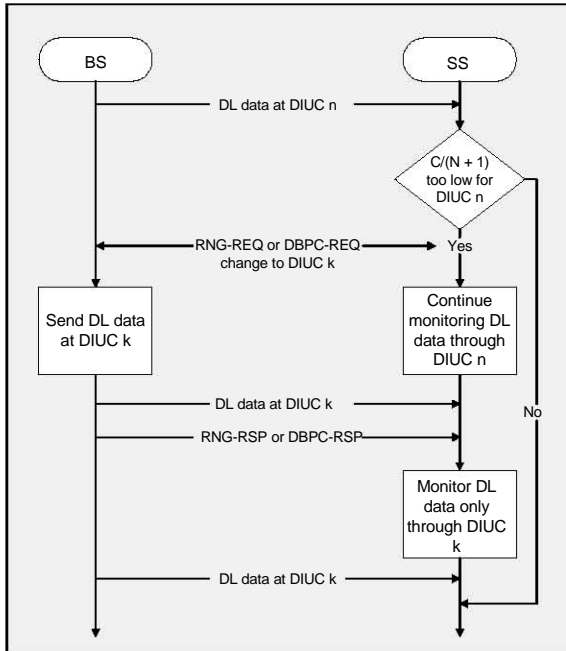 BS
SS
DL data at DIUC n
C/(N + 1)
too low for
DIUC n
RNG-REQ or DBPC-REQ
change to DIUC k
Yes
Send DL data
at DIUC k
Continue
monitoring DL
data through
DIUC n
DL data at DIUC k
No
RNG-RSP or DBPC-RSP
Monitor DL
data only
through DIUC
k
DL data at DIUC k